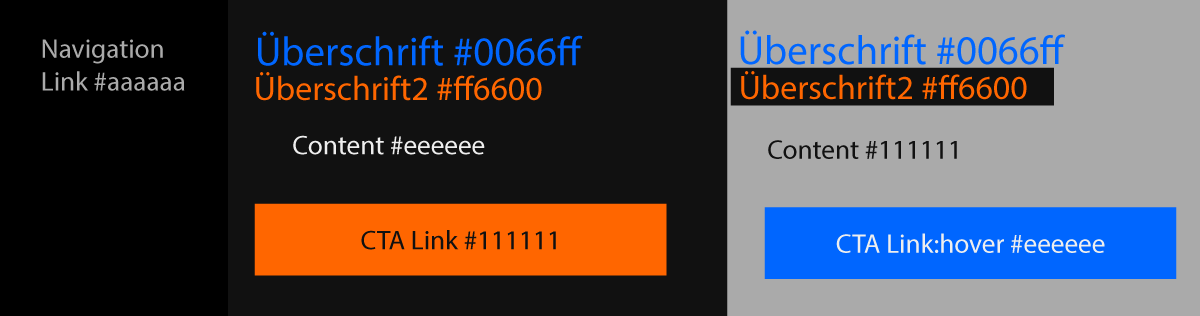 Navigation
Link #aaaaaa
Überschrift #0066ff
Überschrift2 #ff6600
Content #eeeeee
CTA Link #111111
Überschrift #0066ff
Überschrift2 #ff6600
Content #111111
CTA Link:hover #eeeeee